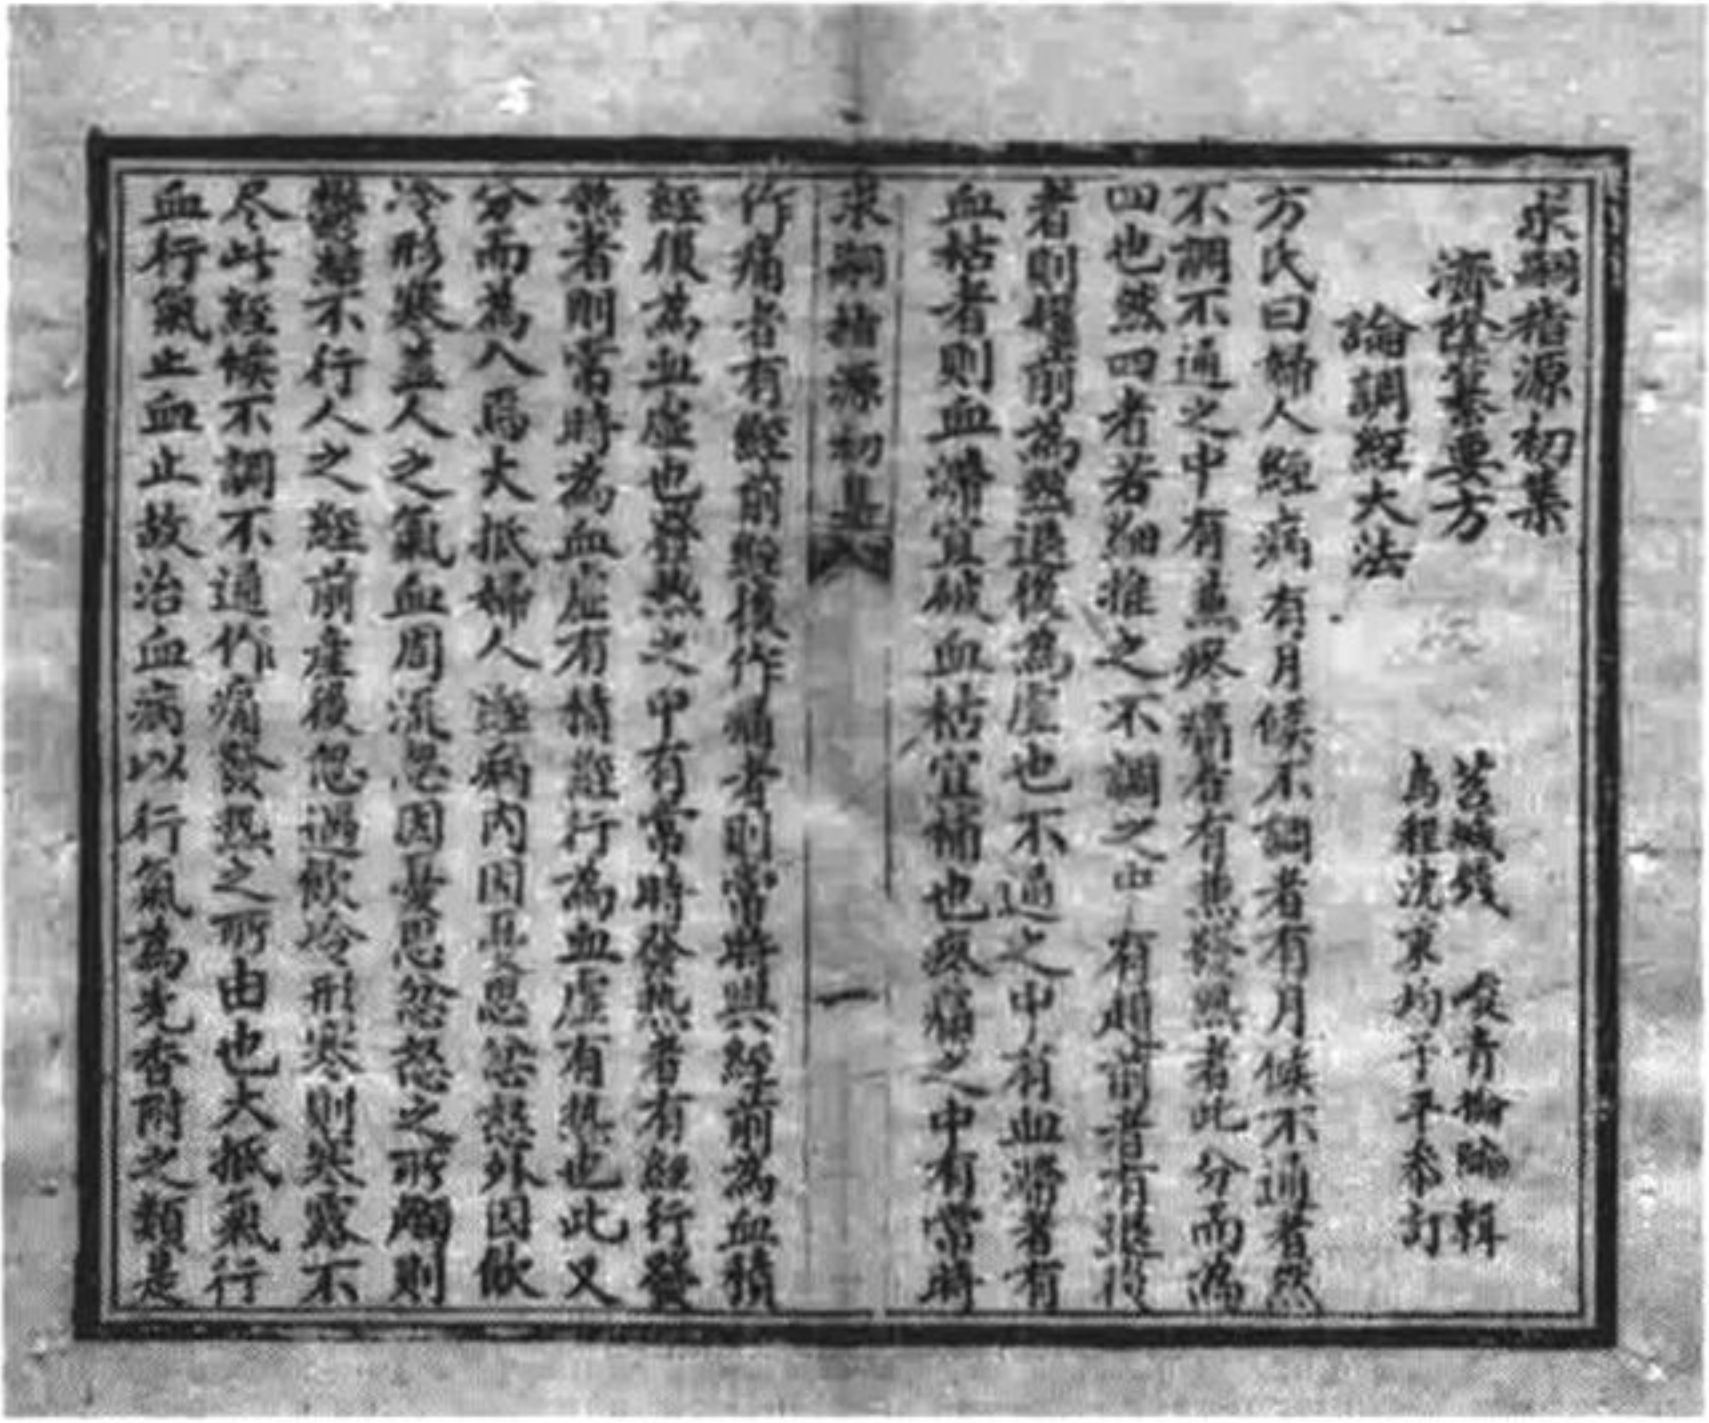 求嗣指源初集
濟陰纂要方
苕城錢 峻青掄 輯
烏程沈 均于平参訂
論調經大法
方氏曰婦人經病有月候不調者有月候不通者然
不調不通之中有兼疼痛者有兼發熱者此分而為
四也然四者若細推之不調之中有趲前者有退後
者則趲前為熱退後為虛也不通之中有血滯者有
血枯者則血滯宜破血枯宜補也疼痛之中有常時
求嗣指源初集
一
作痛者有經前經後作痛者則常時與經前為血積
經後為血虛也發熱之中有常時發熱者有經行發
熱者則常時為血虛有積經行為血虛有熱也此又
分而為八焉大抵婦人經病內因憂思忿怒外因飲
冷形寒盖人之氣血周流忽因憂思忿怒之所觸則
鬱結不行人之經前産後忽過飲冷形寒則寒露不
尽此經候不調不通作痛發熱之所由也大抵氣行
血行氣止血止故治血病以行氣為先香附之類是